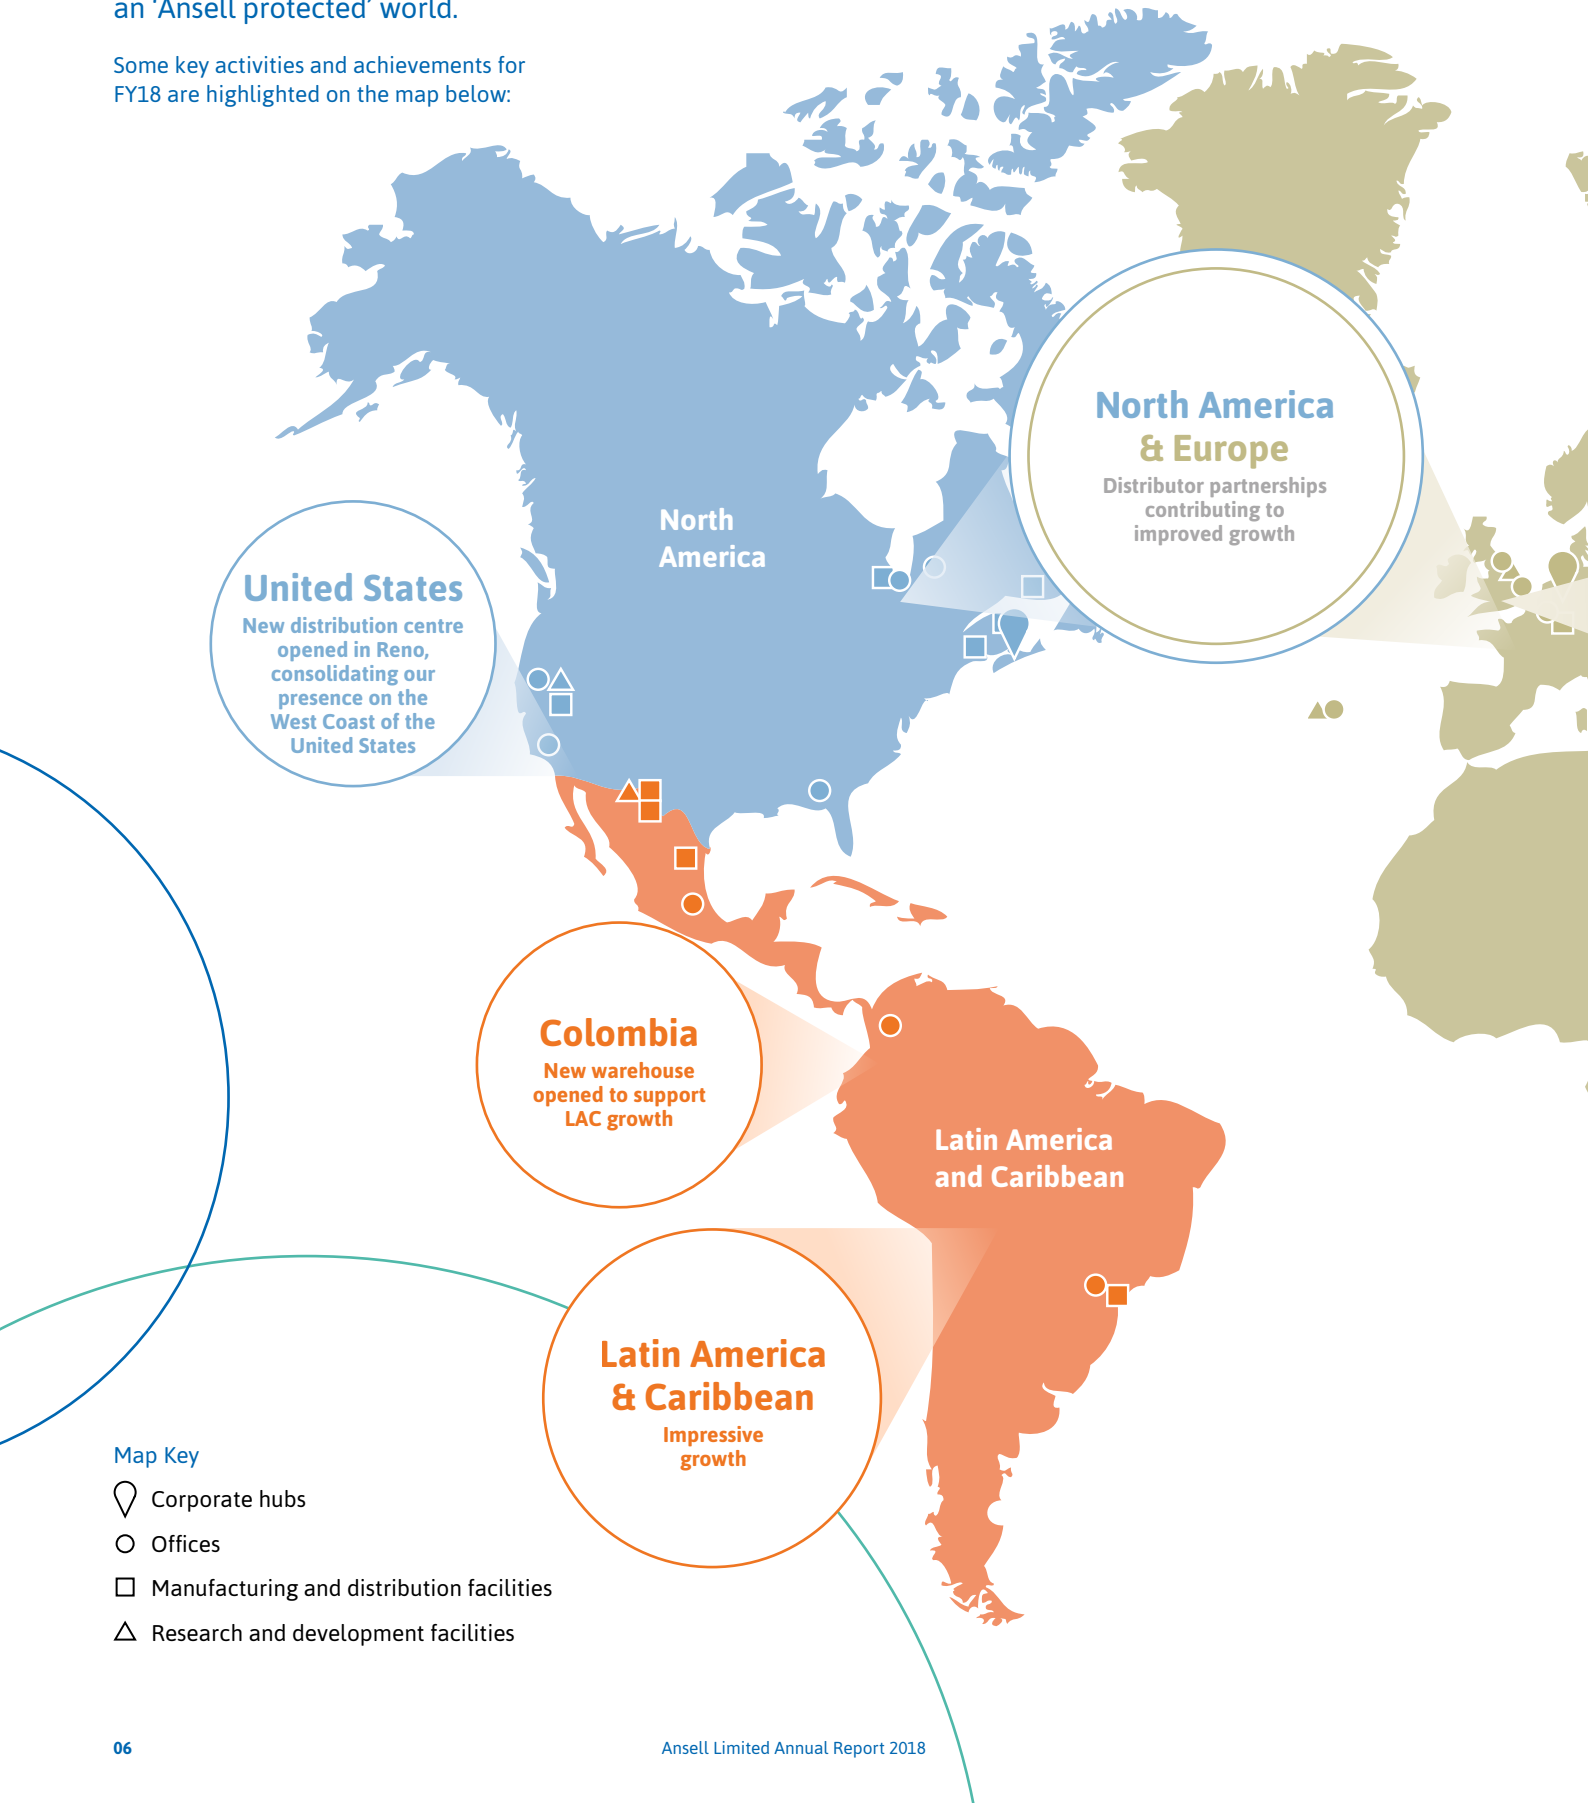 an ‘Ansell protected’ world.
Some key activities and achievements for
FY18 are highlighted on the map below:
North America
& Europe
Distributor partnerships
contributing to
improved growth
North
America
United States
New distribution centre
opened in Reno,
consolidating our
presence on the
West Coast of the
United States
Colombia
New warehouse
opened to support
LAC growth
Latin America
and Caribbean
Latin America
& Caribbean
Impressive
growth
Map Key
Corporate hubs
Offices
Manufacturing and distribution facilities
Research and development facilities
06
Ansell Limited Annual Report 2018